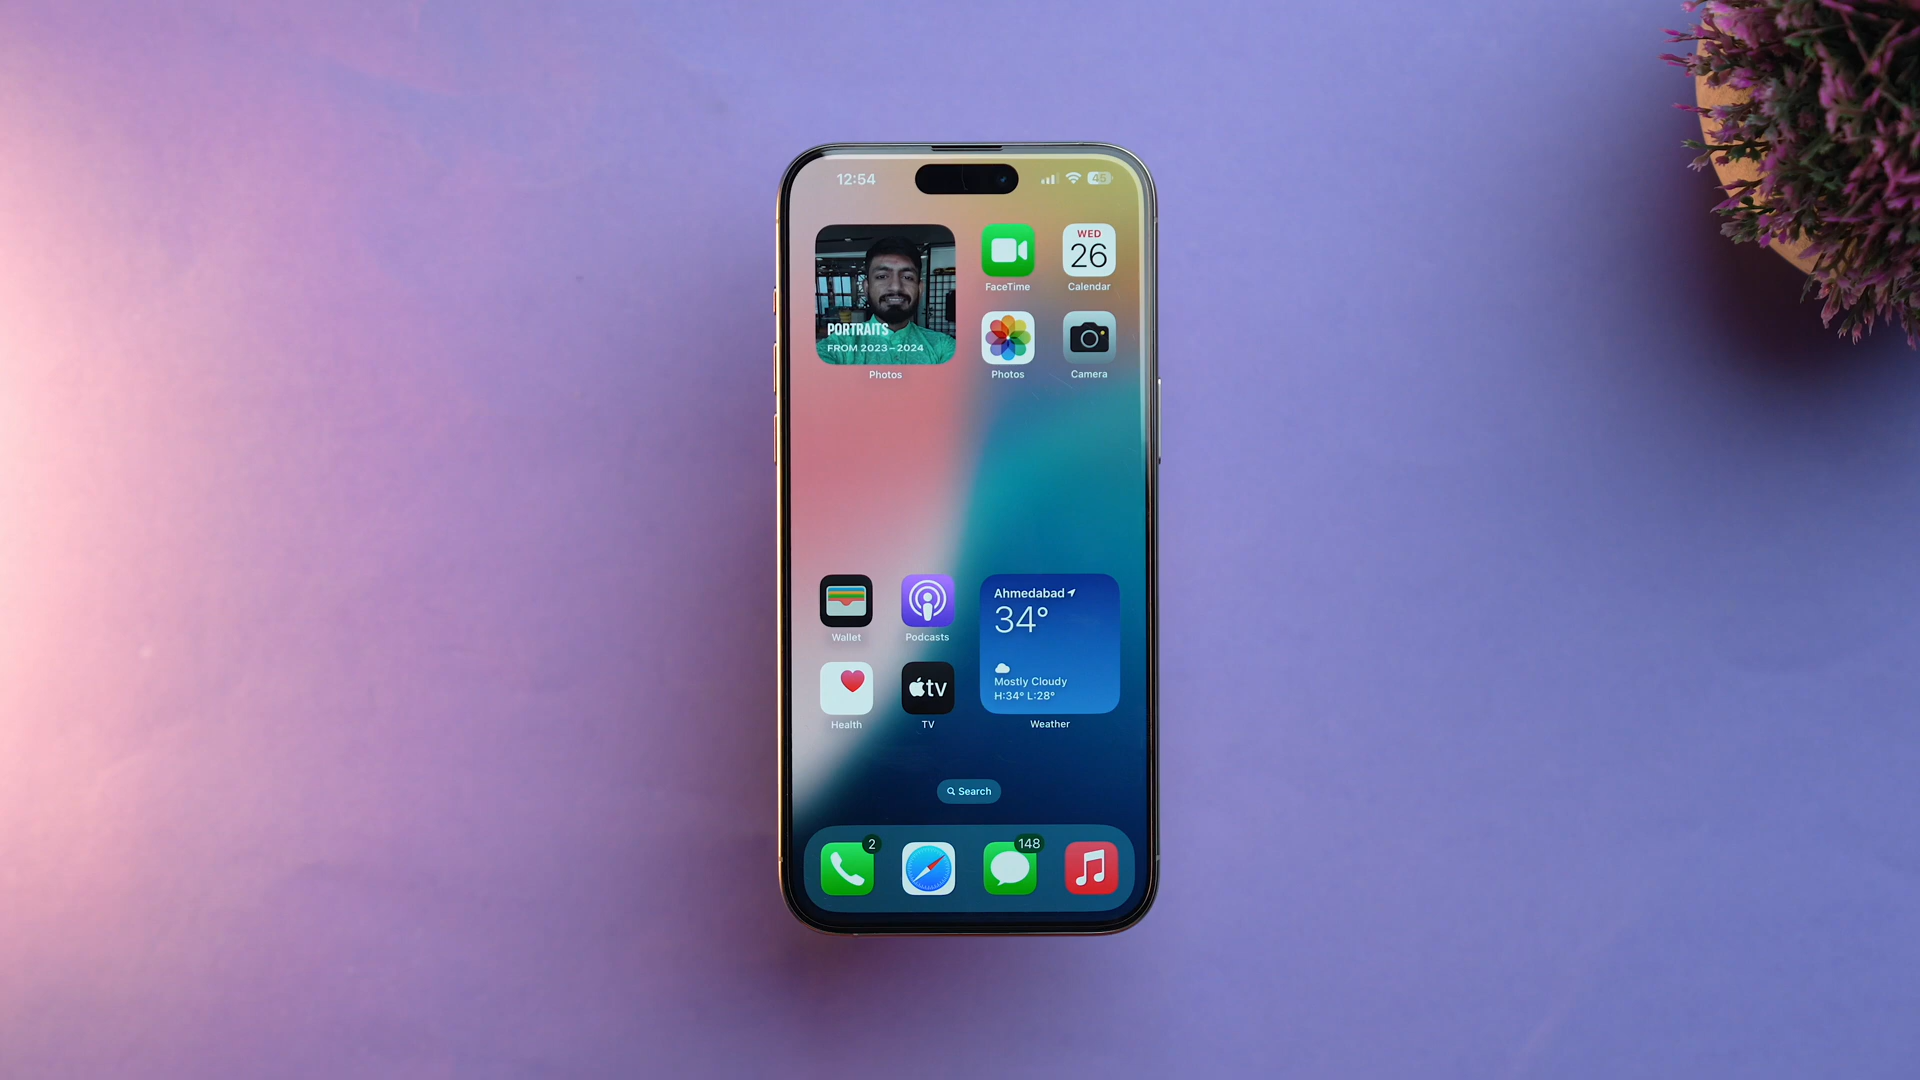 12:54
45
PORTRAITS
FROM 2023–2024
Photos
FaceTime
WED
26
Calendar
Photos
Camera
Wallet
Podcasts
Ahmedabad
34°
Mostly Cloudy
H:34° L:28°
Health
tv
TV
Weather
Search
2
148